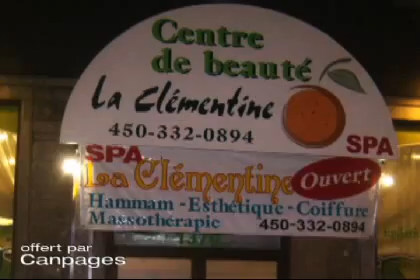 Centre
de beauté
La Clémentine
450-332-0894
SPA
SPA
La Clémentine
Ouvert
Hammam - Esthétique - Coiffure
Massothérapie 450-332-0894
offert par
Canpages